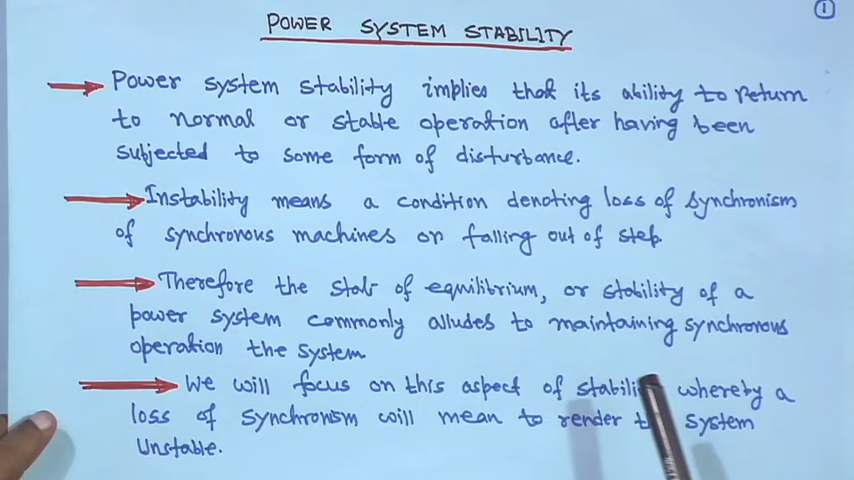 1
POWER SYSTEM STABILITY
Power system stability implies that its ability to return
to normal or stable operation after having been
subjected to some form of disturbance.
Instability means a condition denoting loss of synchronism
of synchronous machines or falling out of step.
Therefore the stat of equilibrium, or stability of a
power system commonly alludes to maintaining synchronous
operation the system.
We will focus on this aspect of whereby a
loss of synchronism will mean to render system
Unstable.